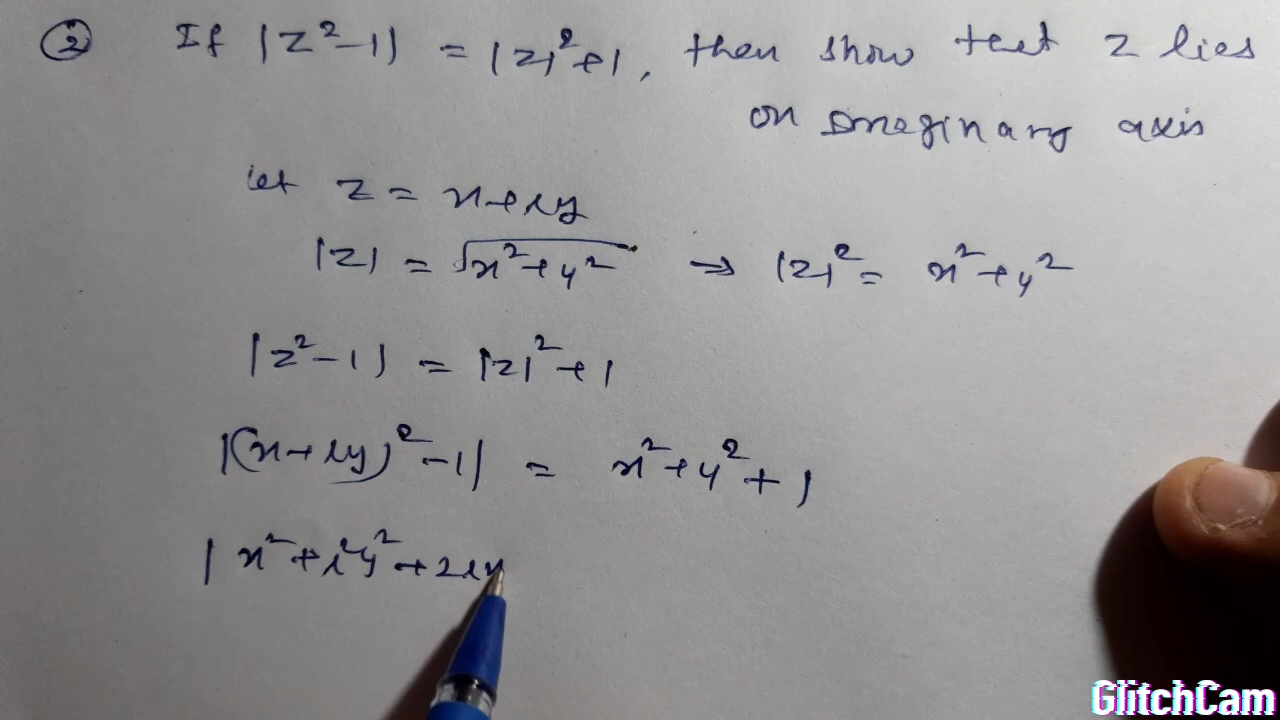 ② If |z²-1| = |z|²+1, then show that z lies
on imaginary axis
let z = x+iy
|z| = √x²+y² → |z|² = x²+y²
|z²-1| = |z|²+1
|(x+iy)²-1| = x²+y²+1
| x²+i²y²+2ix
GlitchCam